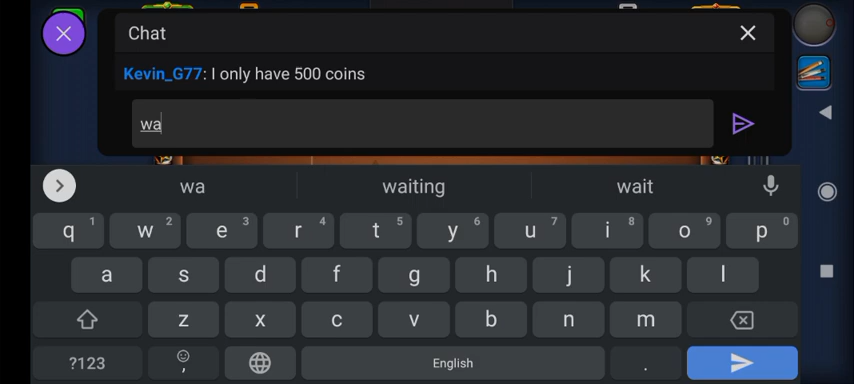 Chat
Kevin_G77: I only have 500 coins
wa
wa waiting wait
q 1 w 2 e 3 r 4 t 5 y 6 u 7 i 8 o 9 p 0
a s d f g h j k l
z x c v b n m
?123 , English .